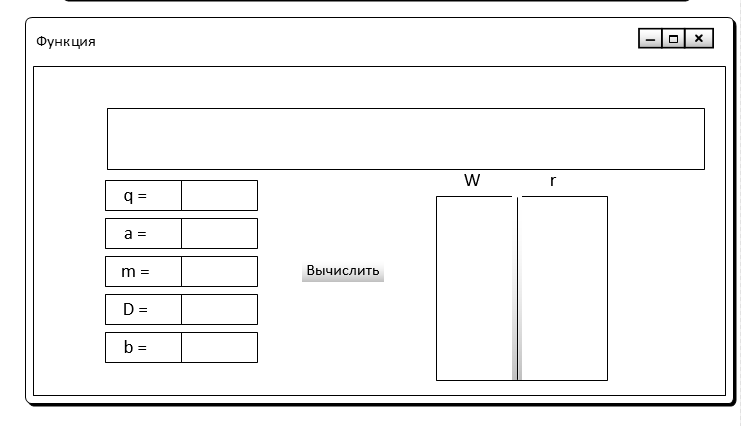 Функция
W r
q =
a =
m =
Вычислить
D =
b =